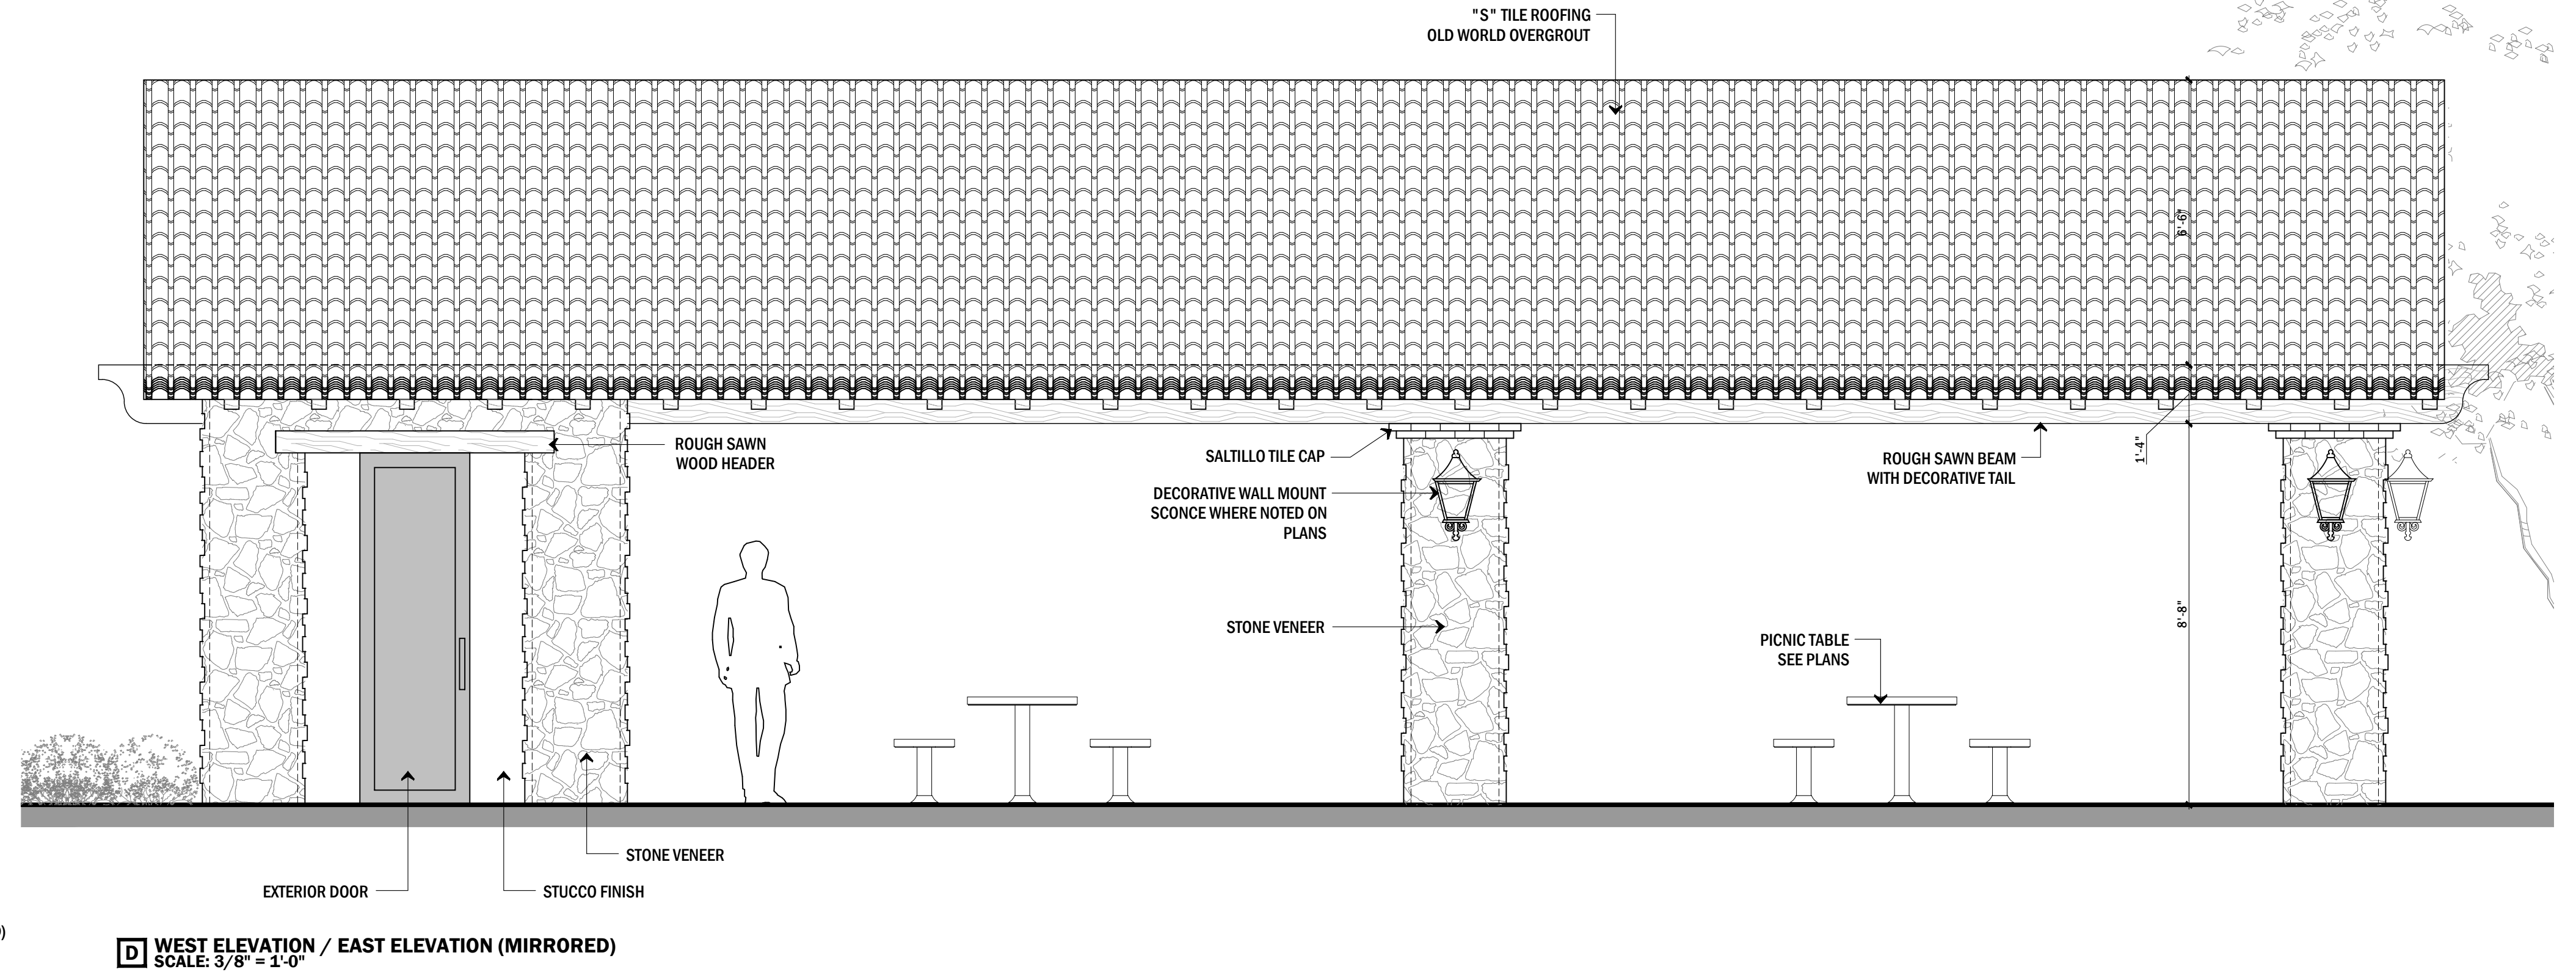 "S" TILE ROOFING
OLD WORLD OVERGROUT
6'-6"
ROUGH SAWN
WOOD HEADER
SALTILLO TILE CAP
DECORATIVE WALL MOUNT
SCONCE WHERE NOTED ON
PLANS
1'-4"
ROUGH SAWN BEAM
WITH DECORATIVE TAIL
STONE VENEER
8'-8"
PICNIC TABLE
SEE PLANS
STONE VENEER
EXTERIOR DOOR
STUCCO FINISH
)
D WEST ELEVATION / EAST ELEVATION (MIRRORED)
SCALE: 3/8" = 1'-0"